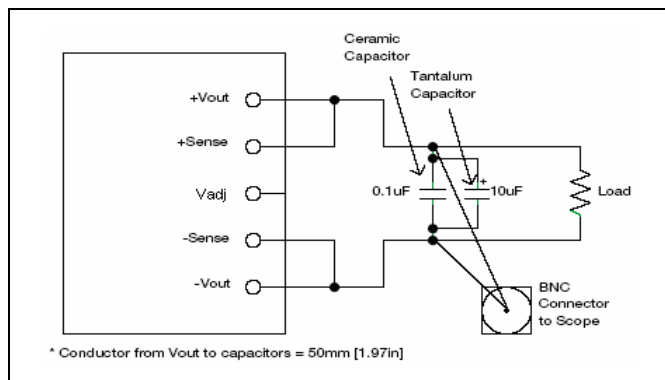 Ceramic
Capacitor
Tantalum
Capacitor
+Vout
+Sense
Vadj
-Sense
-Vout
0.1uF
+
10uF
Load
BNC
Connector
to Scope
* Conductor from Vout to capacitors = 50mm [1.97in]